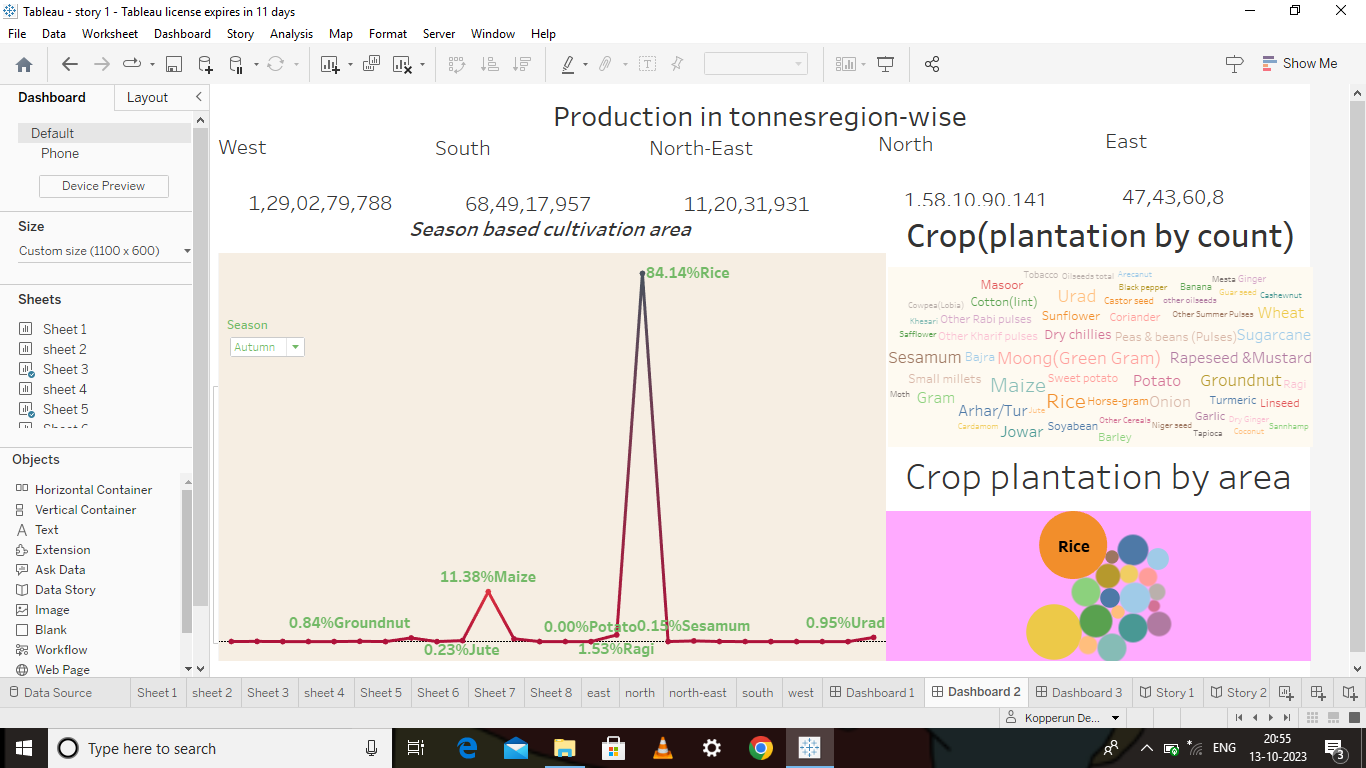 Tableau - story 1 - Tableau license expires in 11 days
File Data Worksheet Dashboard Story Analysis Map Format Server Window Help
Show Me
Dashboard Layout
Default
Phone
Device Preview
Size
Custom size (1100 x 600)
Sheets
Sheet 1
sheet 2
Sheet 3
sheet 4
Sheet 5
Objects
Horizontal Container
Vertical Container
Text
Extension
Ask Data
Data Story
Image
Blank
Workflow
Web Page
Production in tonnesregion-wise
West South North-East North East
1,29,02,79,788 68,49,17,957 11,20,31,931 1,58,10,90,141 47,43,60,8
Season based cultivation area
Season
Autumn
84.14%Rice
11.38%Maize
0.84%Groundnut 0.00%Potato 0.15%Sesamum 0.95%Urad
0.23%Jute 1.53%Ragi
Crop(plantation by count)
Tobacco Oilseeds total Arecanut Mesta Ginger
Masoor Black pepper Banana Guar seed Cashewnut
Cowpea(Lobia) Cotton(lint) Urad Castor seed other oilseeds
Khesari Other Rabi pulses Sunflower Coriander Other Summer Pulses Wheat
Safflower Other Kharif pulses Dry chillies Peas & beans (Pulses) Sugarcane
Sesamum Bajra Moong(Green Gram) Rapeseed &Mustard
Small millets Maize Sweet potato Potato Groundnut Ragi
Moth Gram Rice Horse-gram Onion Turmeric Linseed
Arhar/Tur Jute Other Cereals Garlic Dry Ginger
Cardamom Jowar Soyabean Niger seed Tapioca Coconut Sannhamp
Barley
Crop plantation by area
Rice
Data Source Sheet 1 sheet 2 Sheet 3 sheet 4 Sheet 5 Sheet 6 Sheet 7 Sheet 8 east north north-east south west Dashboard 1 Dashboard 2 Dashboard 3 Story 1 Story 2
Kopperun De...
Type here to search
ENG
20:55
13-10-2023
3